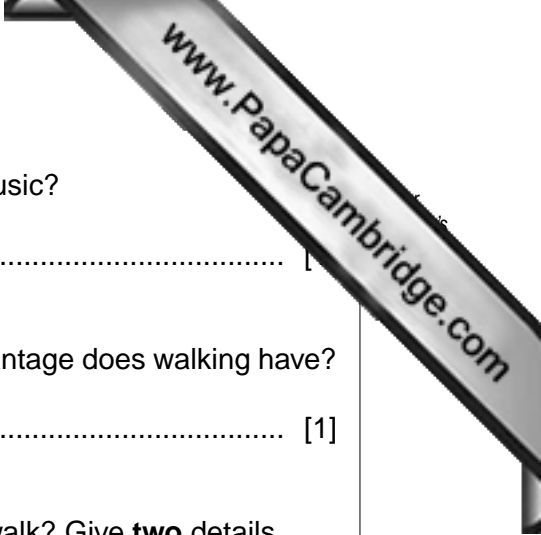 www.PapaCambridge.com
usic?
.................................. [
ntage does walking have?
.................................. [1]
walk? Give two details